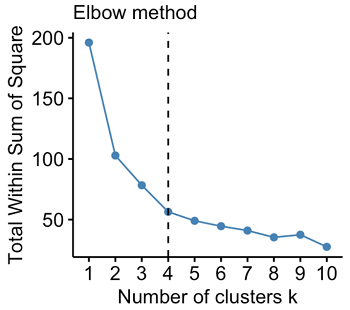 Elbow method
Total Within Sum of Square
200
150
100
50
1 2 3 4 5 6 7 8 9 10
Number of clusters k